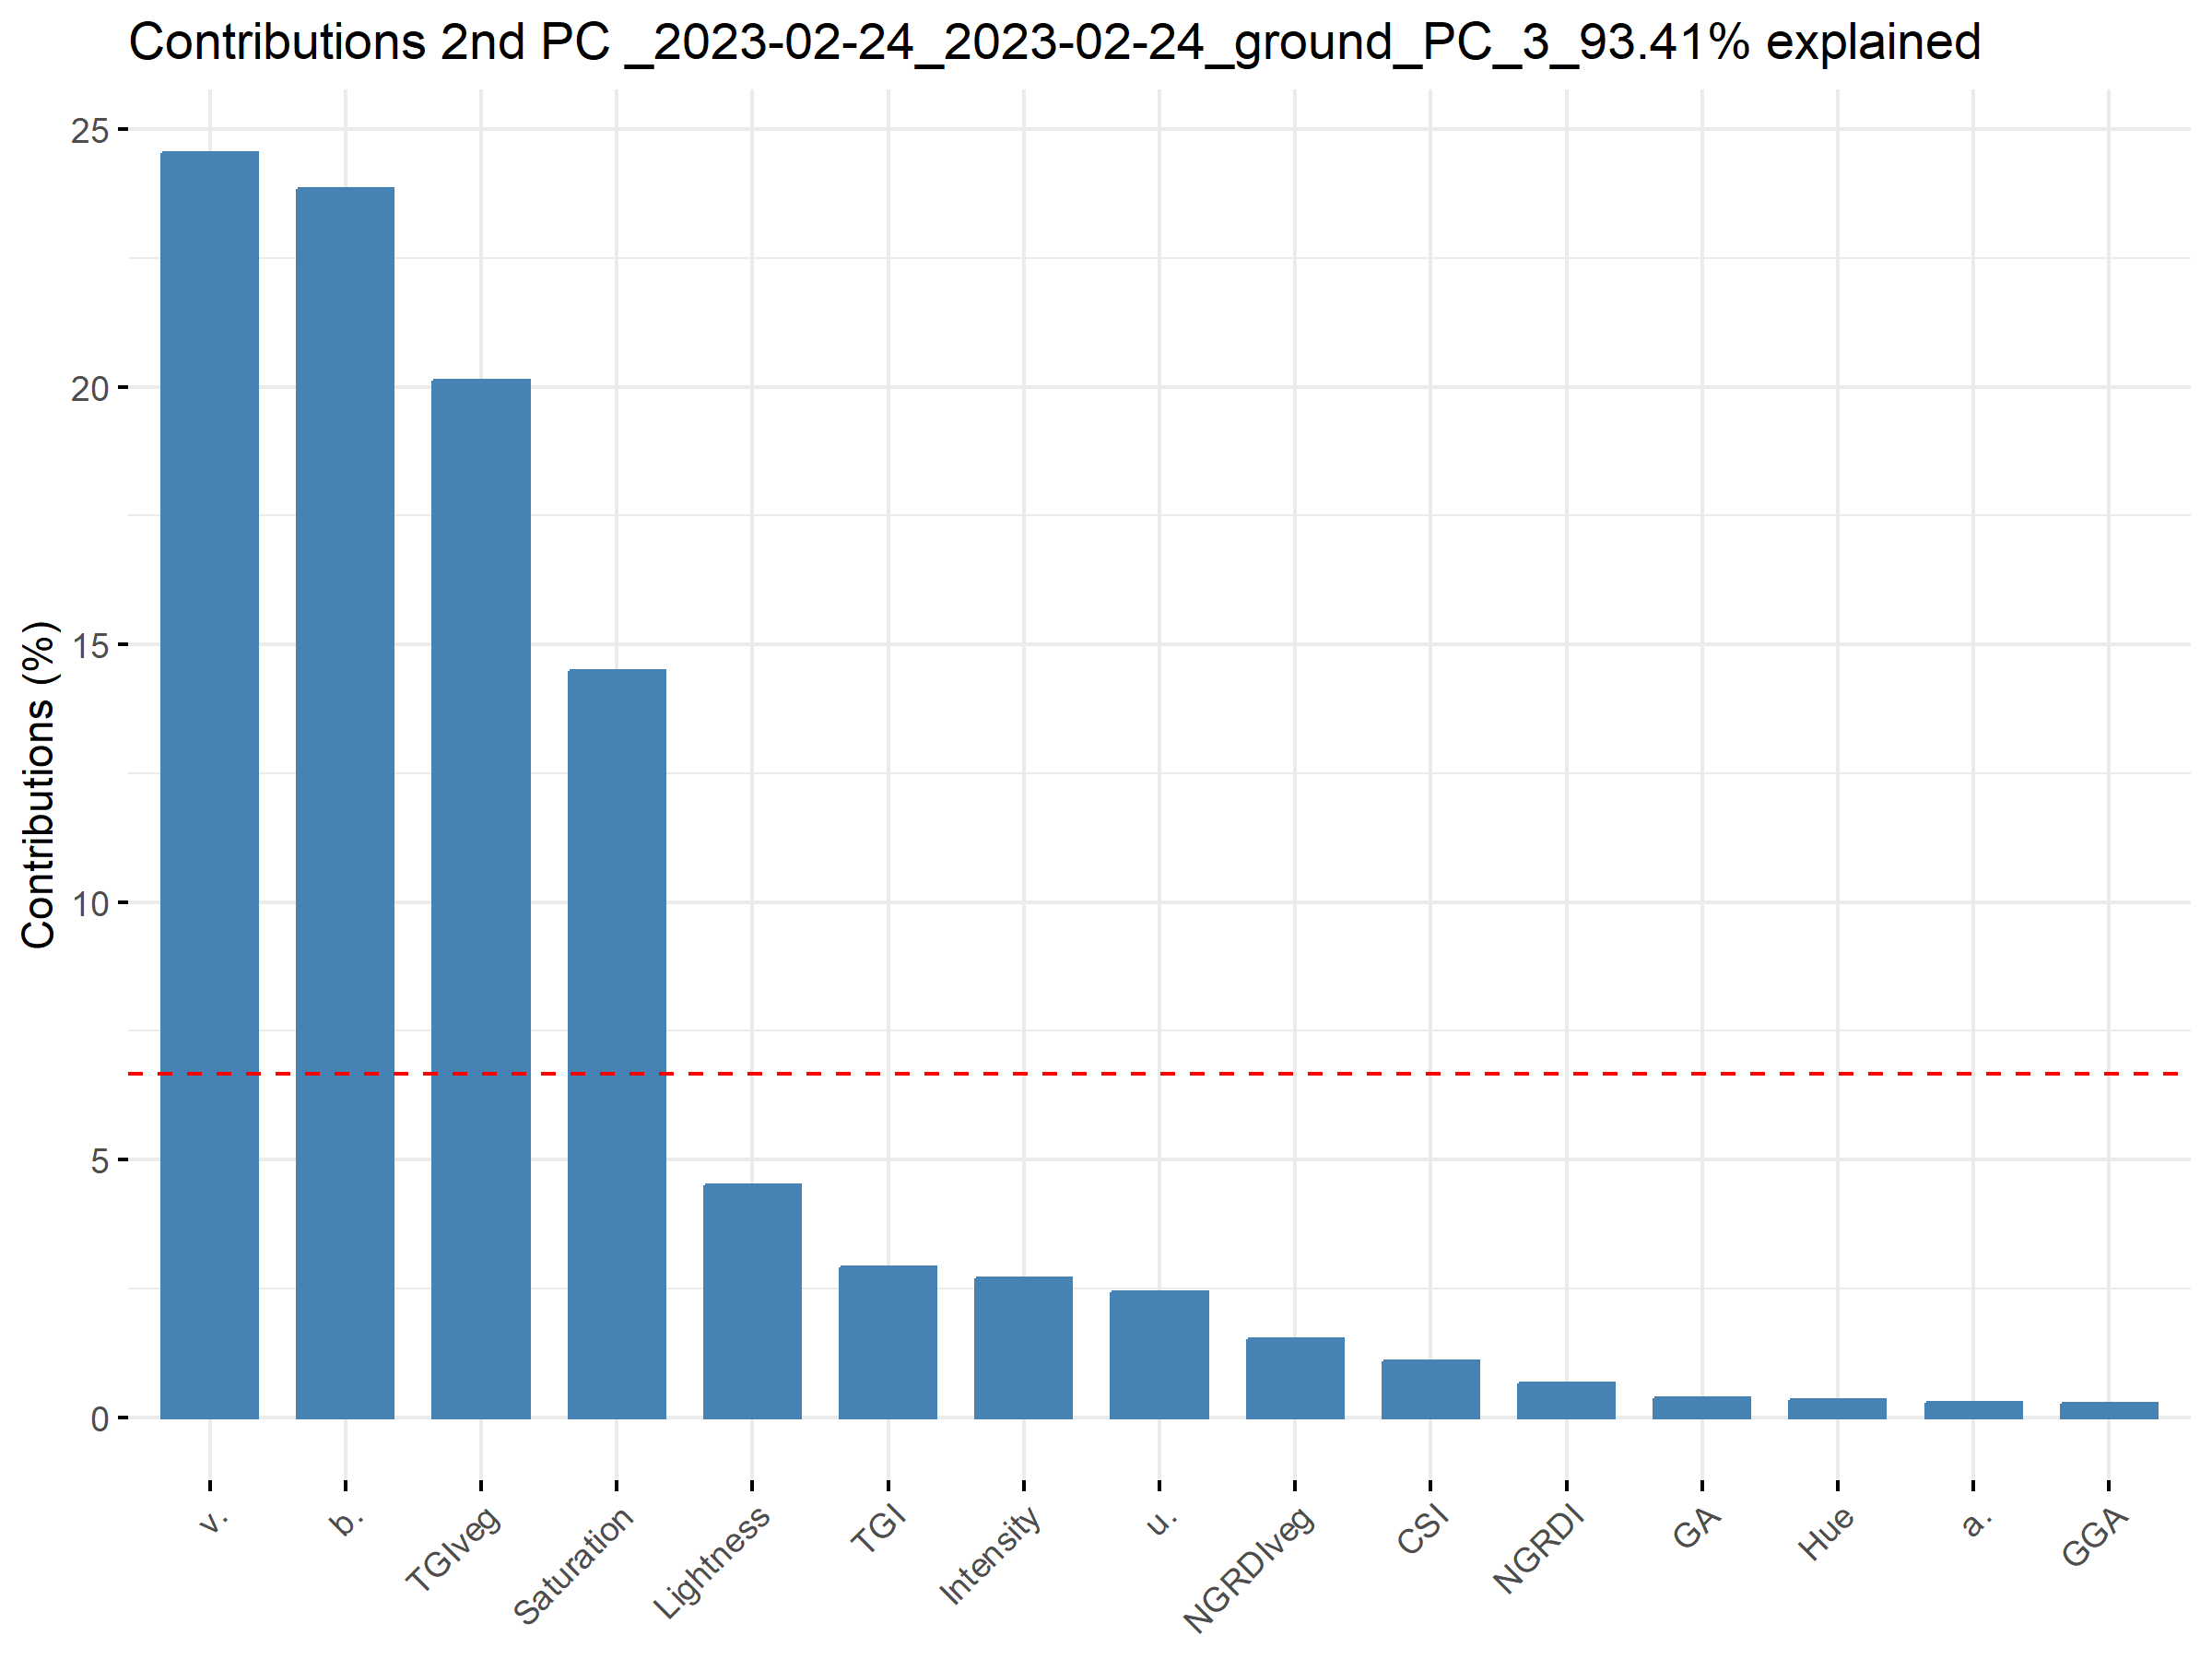 Contributions 2nd PC _2023-02-24_2023-02-24_ground_PC_3_93.41% explained
Contributions (%)
25
20
15
10
5
0
v.
b.
TGIveg
Saturation
Lightness
TGI
Intensity
u.
NGRDIveg
CSI
NGRDI
GA
Hue
a.
GGA